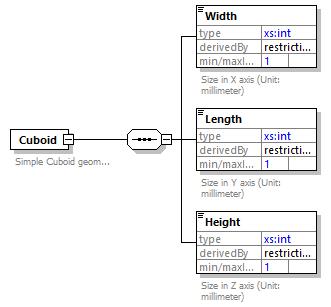 Width
type xs:int
derivedBy restricti...
min/maxI... 1
Size in X axis (Unit:
millimeter)
Length
type xs:int
derivedBy restricti...
min/maxI... 1
Size in Y axis (Unit:
millimeter)
Cuboid
Simple Cuboid geom...
Height
type xs:int
derivedBy restricti...
min/maxI... 1
Size in Z axis (Unit:
millimeter)